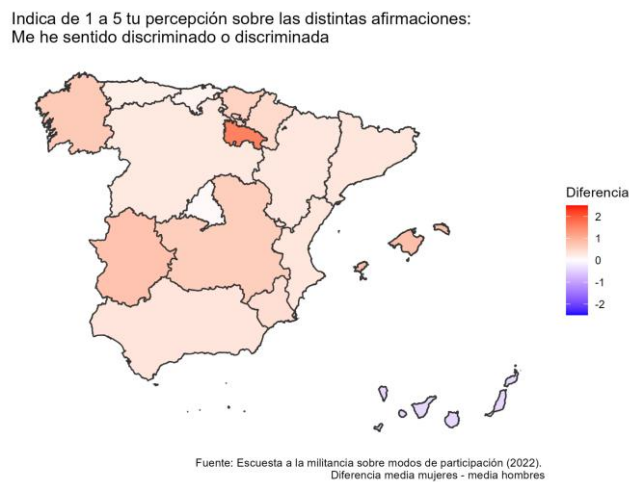 Indica de 1 a 5 tu percepción sobre las distintas afirmaciones:
Me he sentido discriminado o discriminada
Diferencia
2
1
0
-1
-2
Fuente: Escuesta a la militancia sobre modos de participación (2022).
Diferencia media mujeres - media hombres